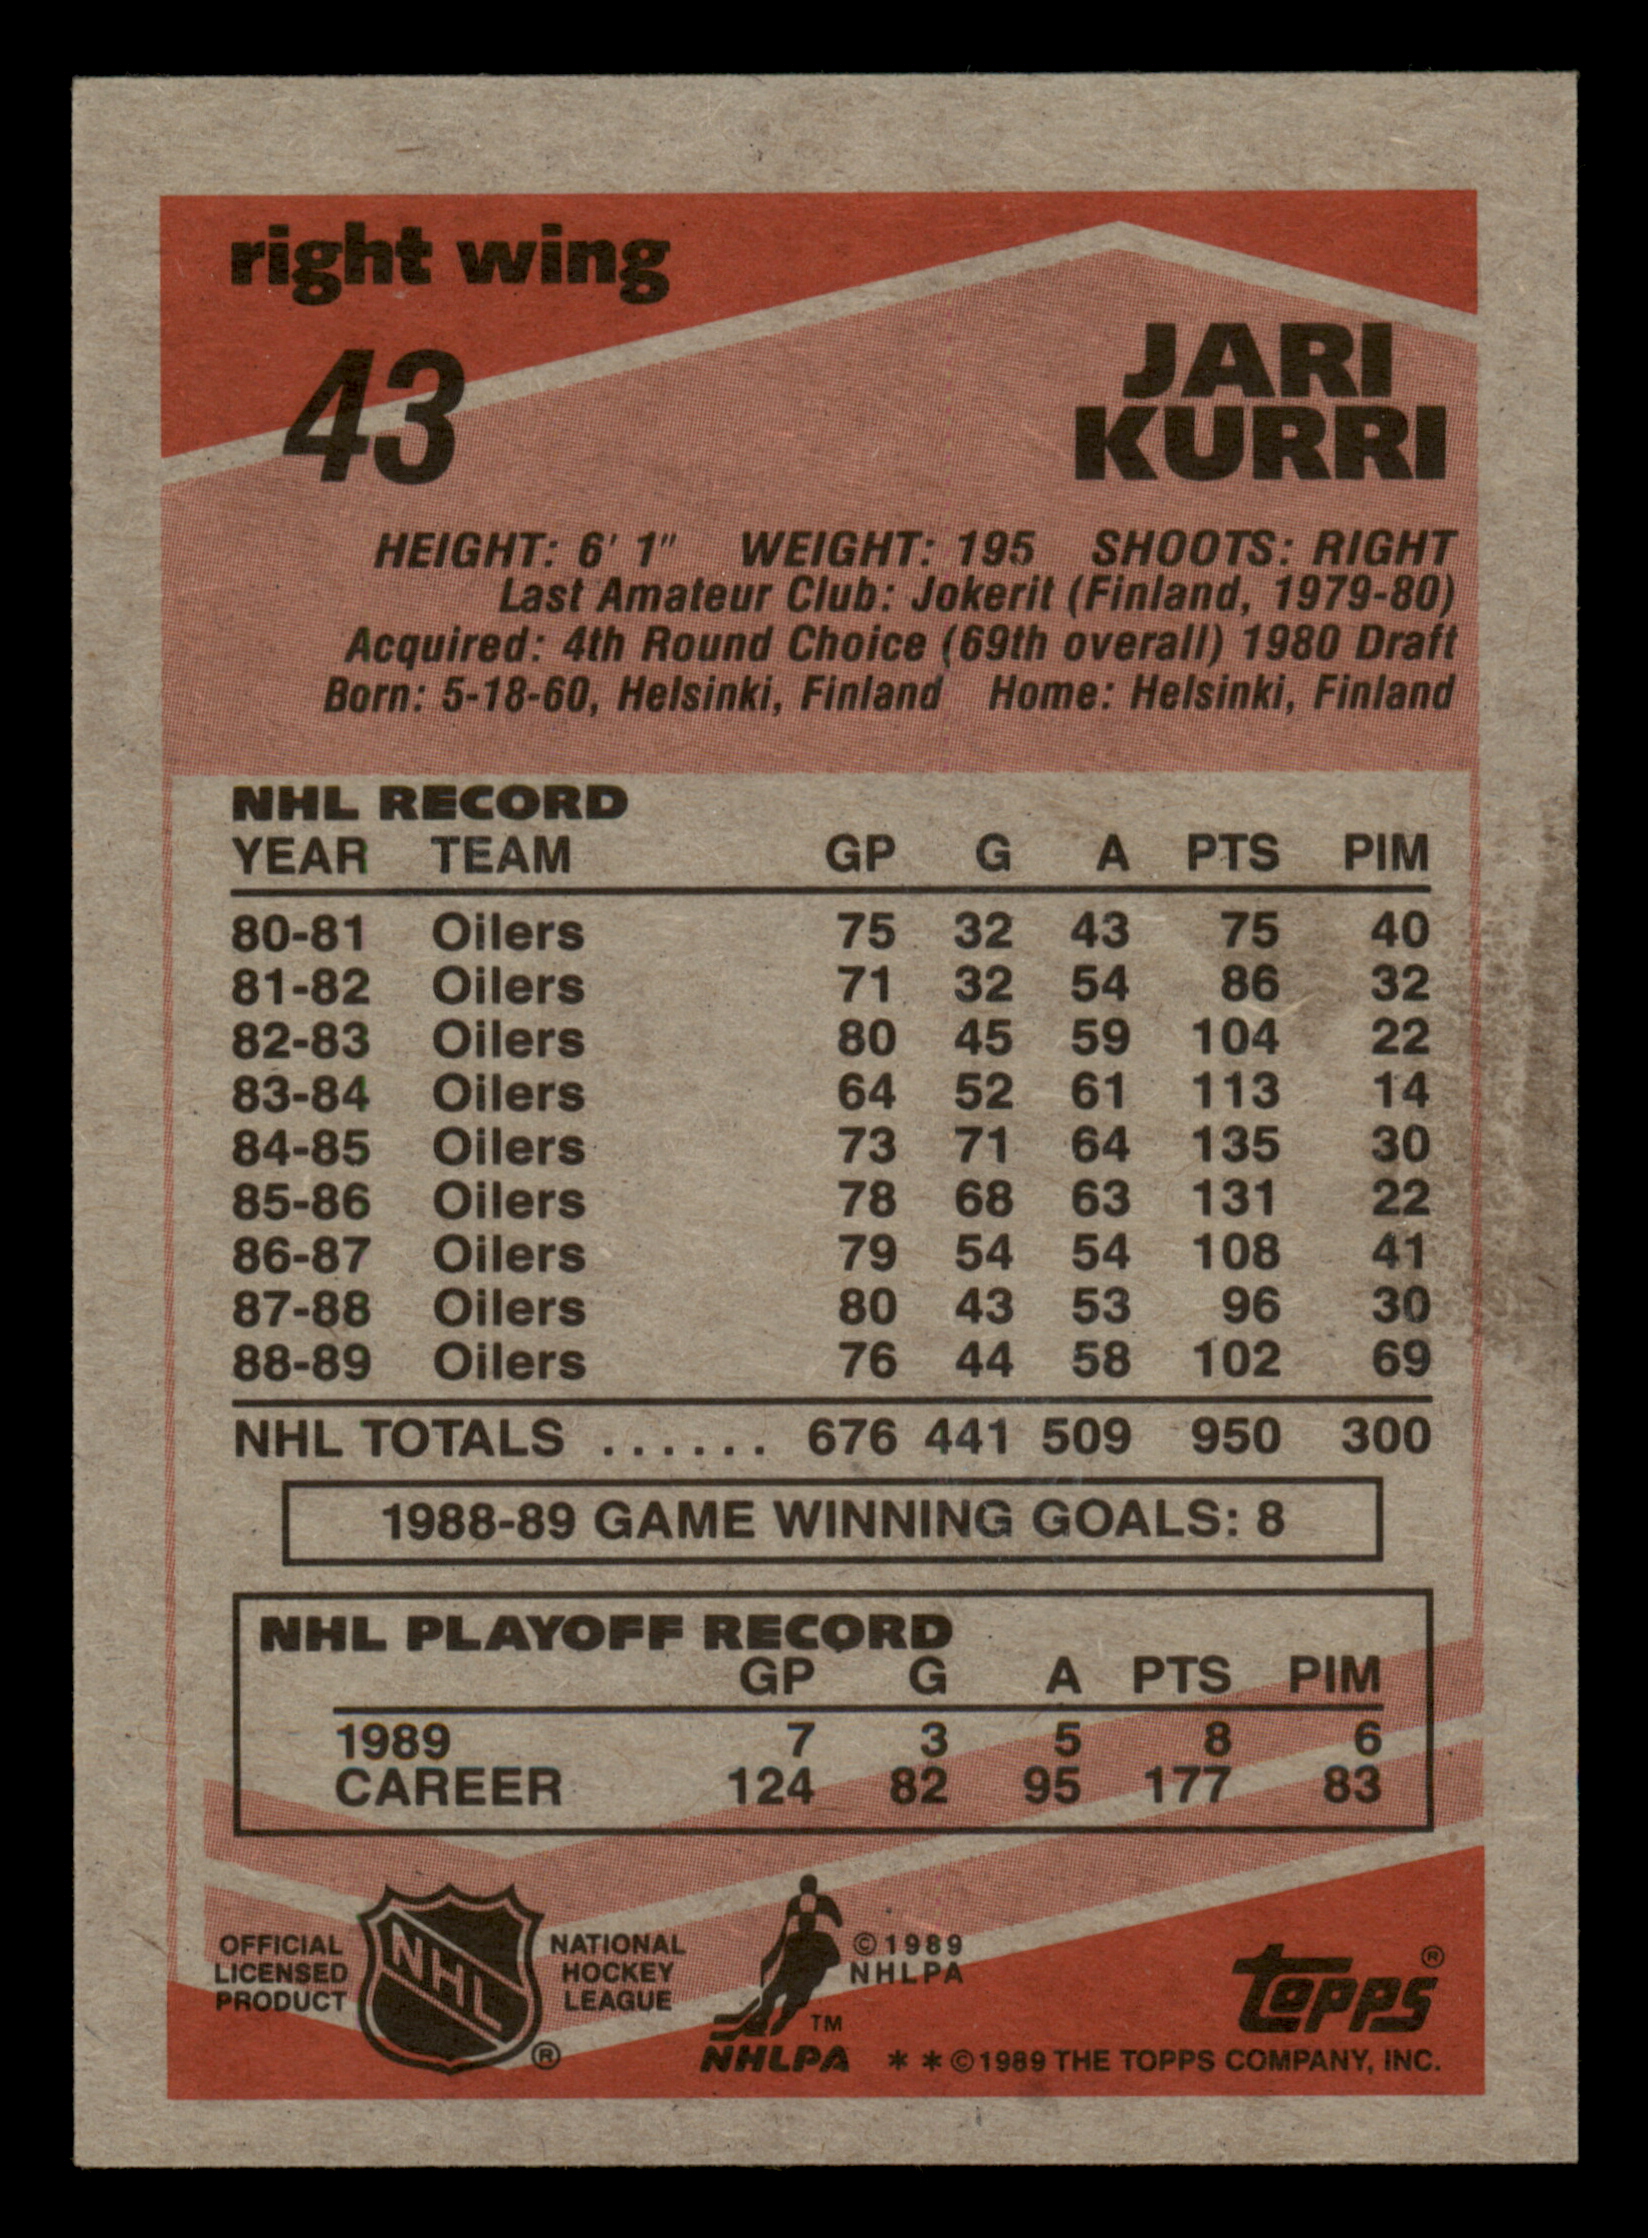 right wing
43
JARI
KURRI
HEIGHT: 6' 1" WEIGHT: 195 SHOOTS: RIGHT
Last Amateur Club: Jokerit (Finland, 1979-80)
Acquired: 4th Round Choice (69th overall) 1980 Draft
Born: 5-18-60, Helsinki, Finland Home: Helsinki, Finland
NHL RECORD
YEAR TEAM GP G A PTS PIM
80-81 Oilers 75 32 43 75 40
81-82 Oilers 71 32 54 86 32
82-83 Oilers 80 45 59 104 22
83-84 Oilers 64 52 61 113 14
84-85 Oilers 73 71 64 135 30
85-86 Oilers 78 68 63 131 22
86-87 Oilers 79 54 54 108 41
87-88 Oilers 80 43 53 96 30
88-89 Oilers 76 44 58 102 69
NHL TOTALS ...... 676 441 509 950 300
1988-89 GAME WINNING GOALS: 8
NHL PLAYOFF RECORD
GP G A PTS PIM
1989 7 3 5 8 6
CAREER 124 82 95 177 83
OFFICIAL
LICENSED
PRODUCT
NHL
®
NATIONAL
HOCKEY
LEAGUE
© 1989
NHLPA
TM
NHLPA
topps®
* * © 1989 THE TOPPS COMPANY, INC.